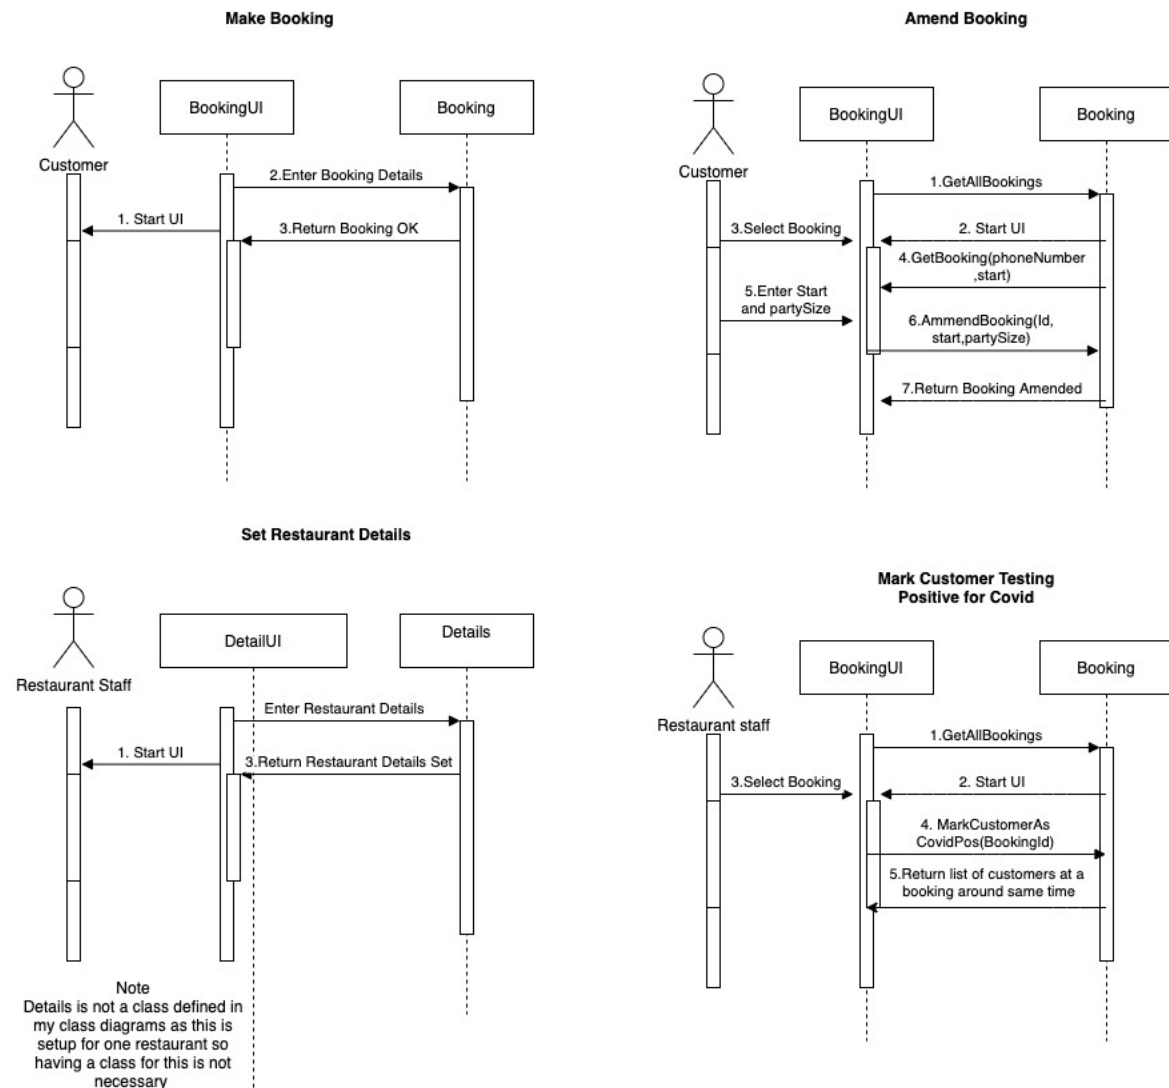 Make Booking
BookingUI
Booking
Customer
2.Enter Booking Details
1. Start UI
3.Return Booking OK
Amend Booking
BookingUI
Booking
Customer
1.GetAllBookings
3.Select Booking
2. Start UI
4.GetBooking(phoneNumber
,start)
5.Enter Start
and partySize
6.AmmendBooking(Id,
start,partySize)
7.Return Booking Amended
Set Restaurant Details
DetailUI
Details
Restaurant Staff
Enter Restaurant Details
1. Start UI
3.Return Restaurant Details Set
Note
Details is not a class defined in
my class diagrams as this is
setup for one restaurant so
having a class for this is not
necessary
Mark Customer Testing
Positive for Covid
BookingUI
Booking
Restaurant staff
1.GetAllBookings
3.Select Booking
2. Start UI
4. MarkCustomerAs
CovidPos(BookingId)
5.Return list of customers at a
booking around same time